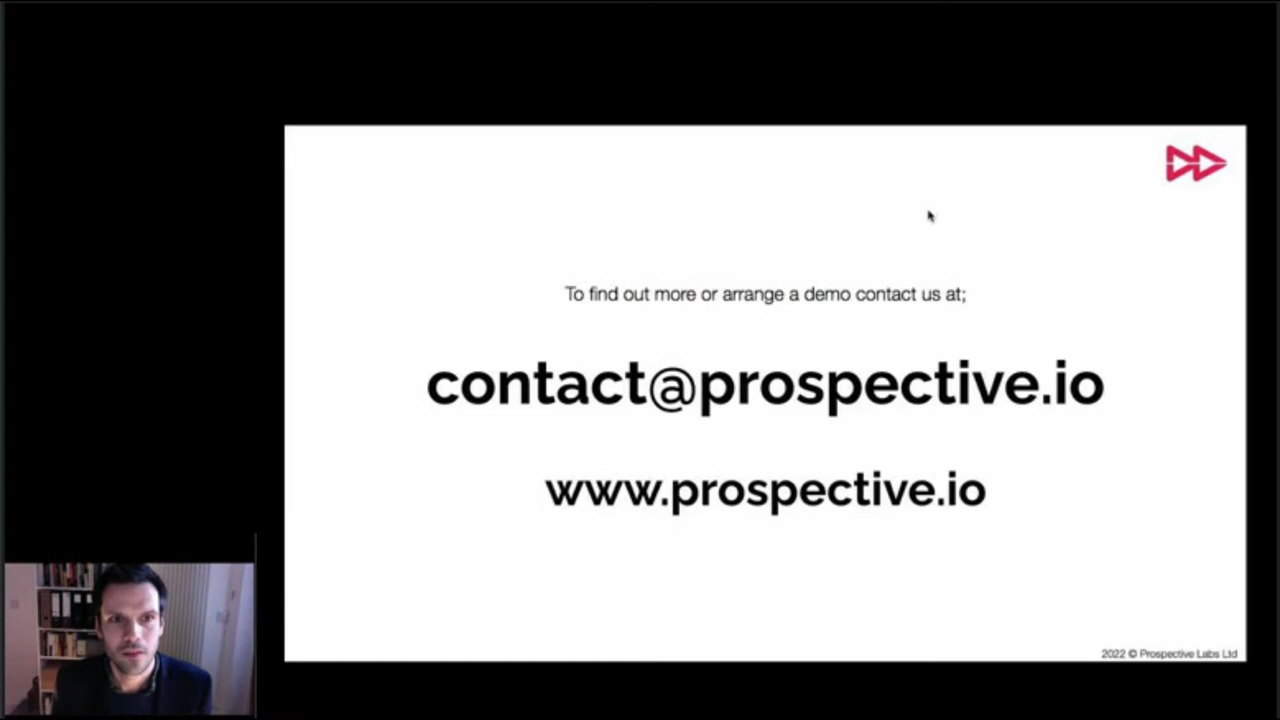 To find out more or arrange a demo contact us at;
contact@prospective.io
www.prospective.io
2022 © Prospective Labs Ltd